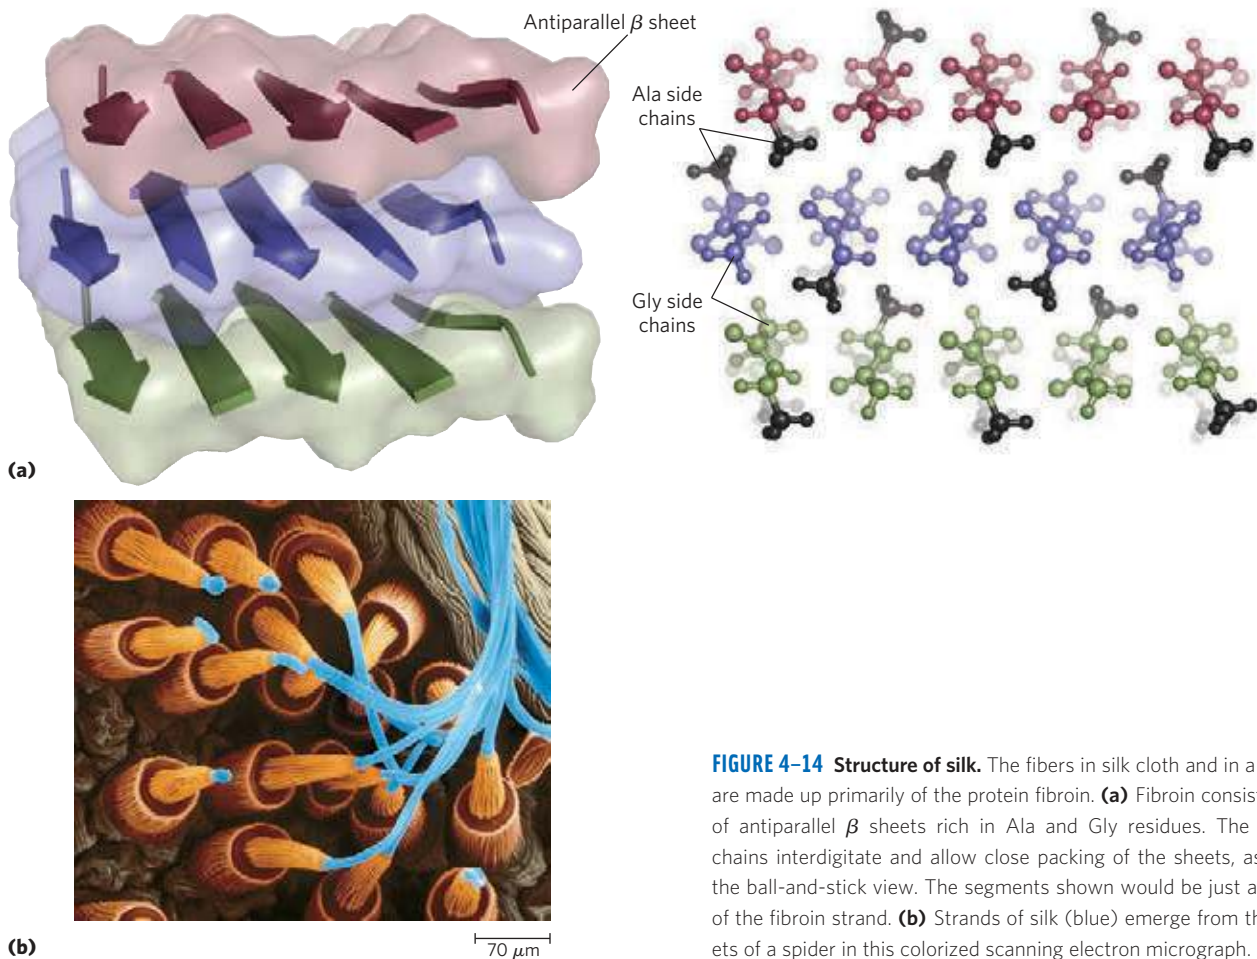 Antiparallel β sheet
Ala side
chains
Gly side
chains
(a)
(b)
70 μm
FIGURE 4–14 Structure of silk. The fibers in silk cloth and in a
are made up primarily of the protein fibroin. (a) Fibroin consis
of antiparallel β sheets rich in Ala and Gly residues. The
chains interdigitate and allow close packing of the sheets, as
the ball-and-stick view. The segments shown would be just a
of the fibroin strand. (b) Strands of silk (blue) emerge from th
ets of a spider in this colorized scanning electron micrograph.